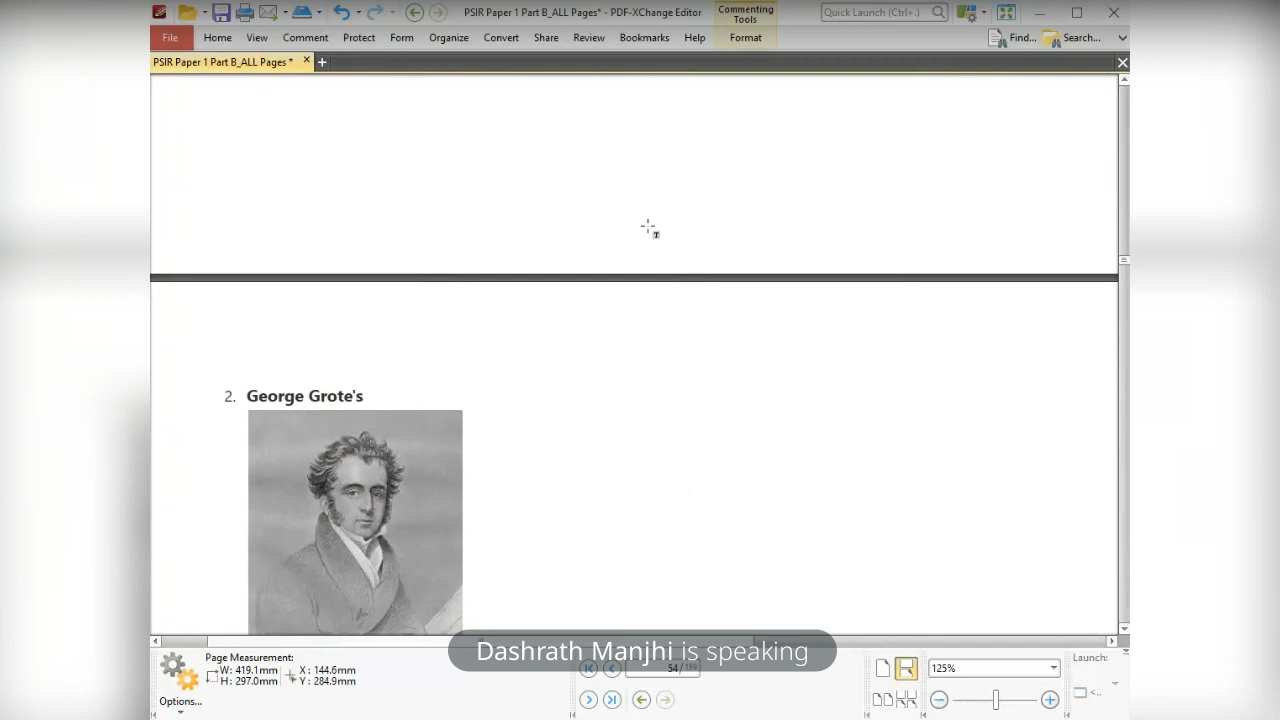 PSIR Paper 1 Part B_ALL Pages* - PDF-XChange Editor
Commenting Tools
Quick Launch (Ctrl+.)
File Home View Comment Protect Form Organize Convert Share Review Bookmarks Help Format Find... Search...
PSIR Paper 1 Part B_ALL Pages *
2. George Grote's
Dashrath Manjhi is speaking
Page Measurement:
W: 419.1mm
H: 297.0mm
X : 144.6mm
Y : 284.9mm
Options...
54 / 159
125%
Launch: